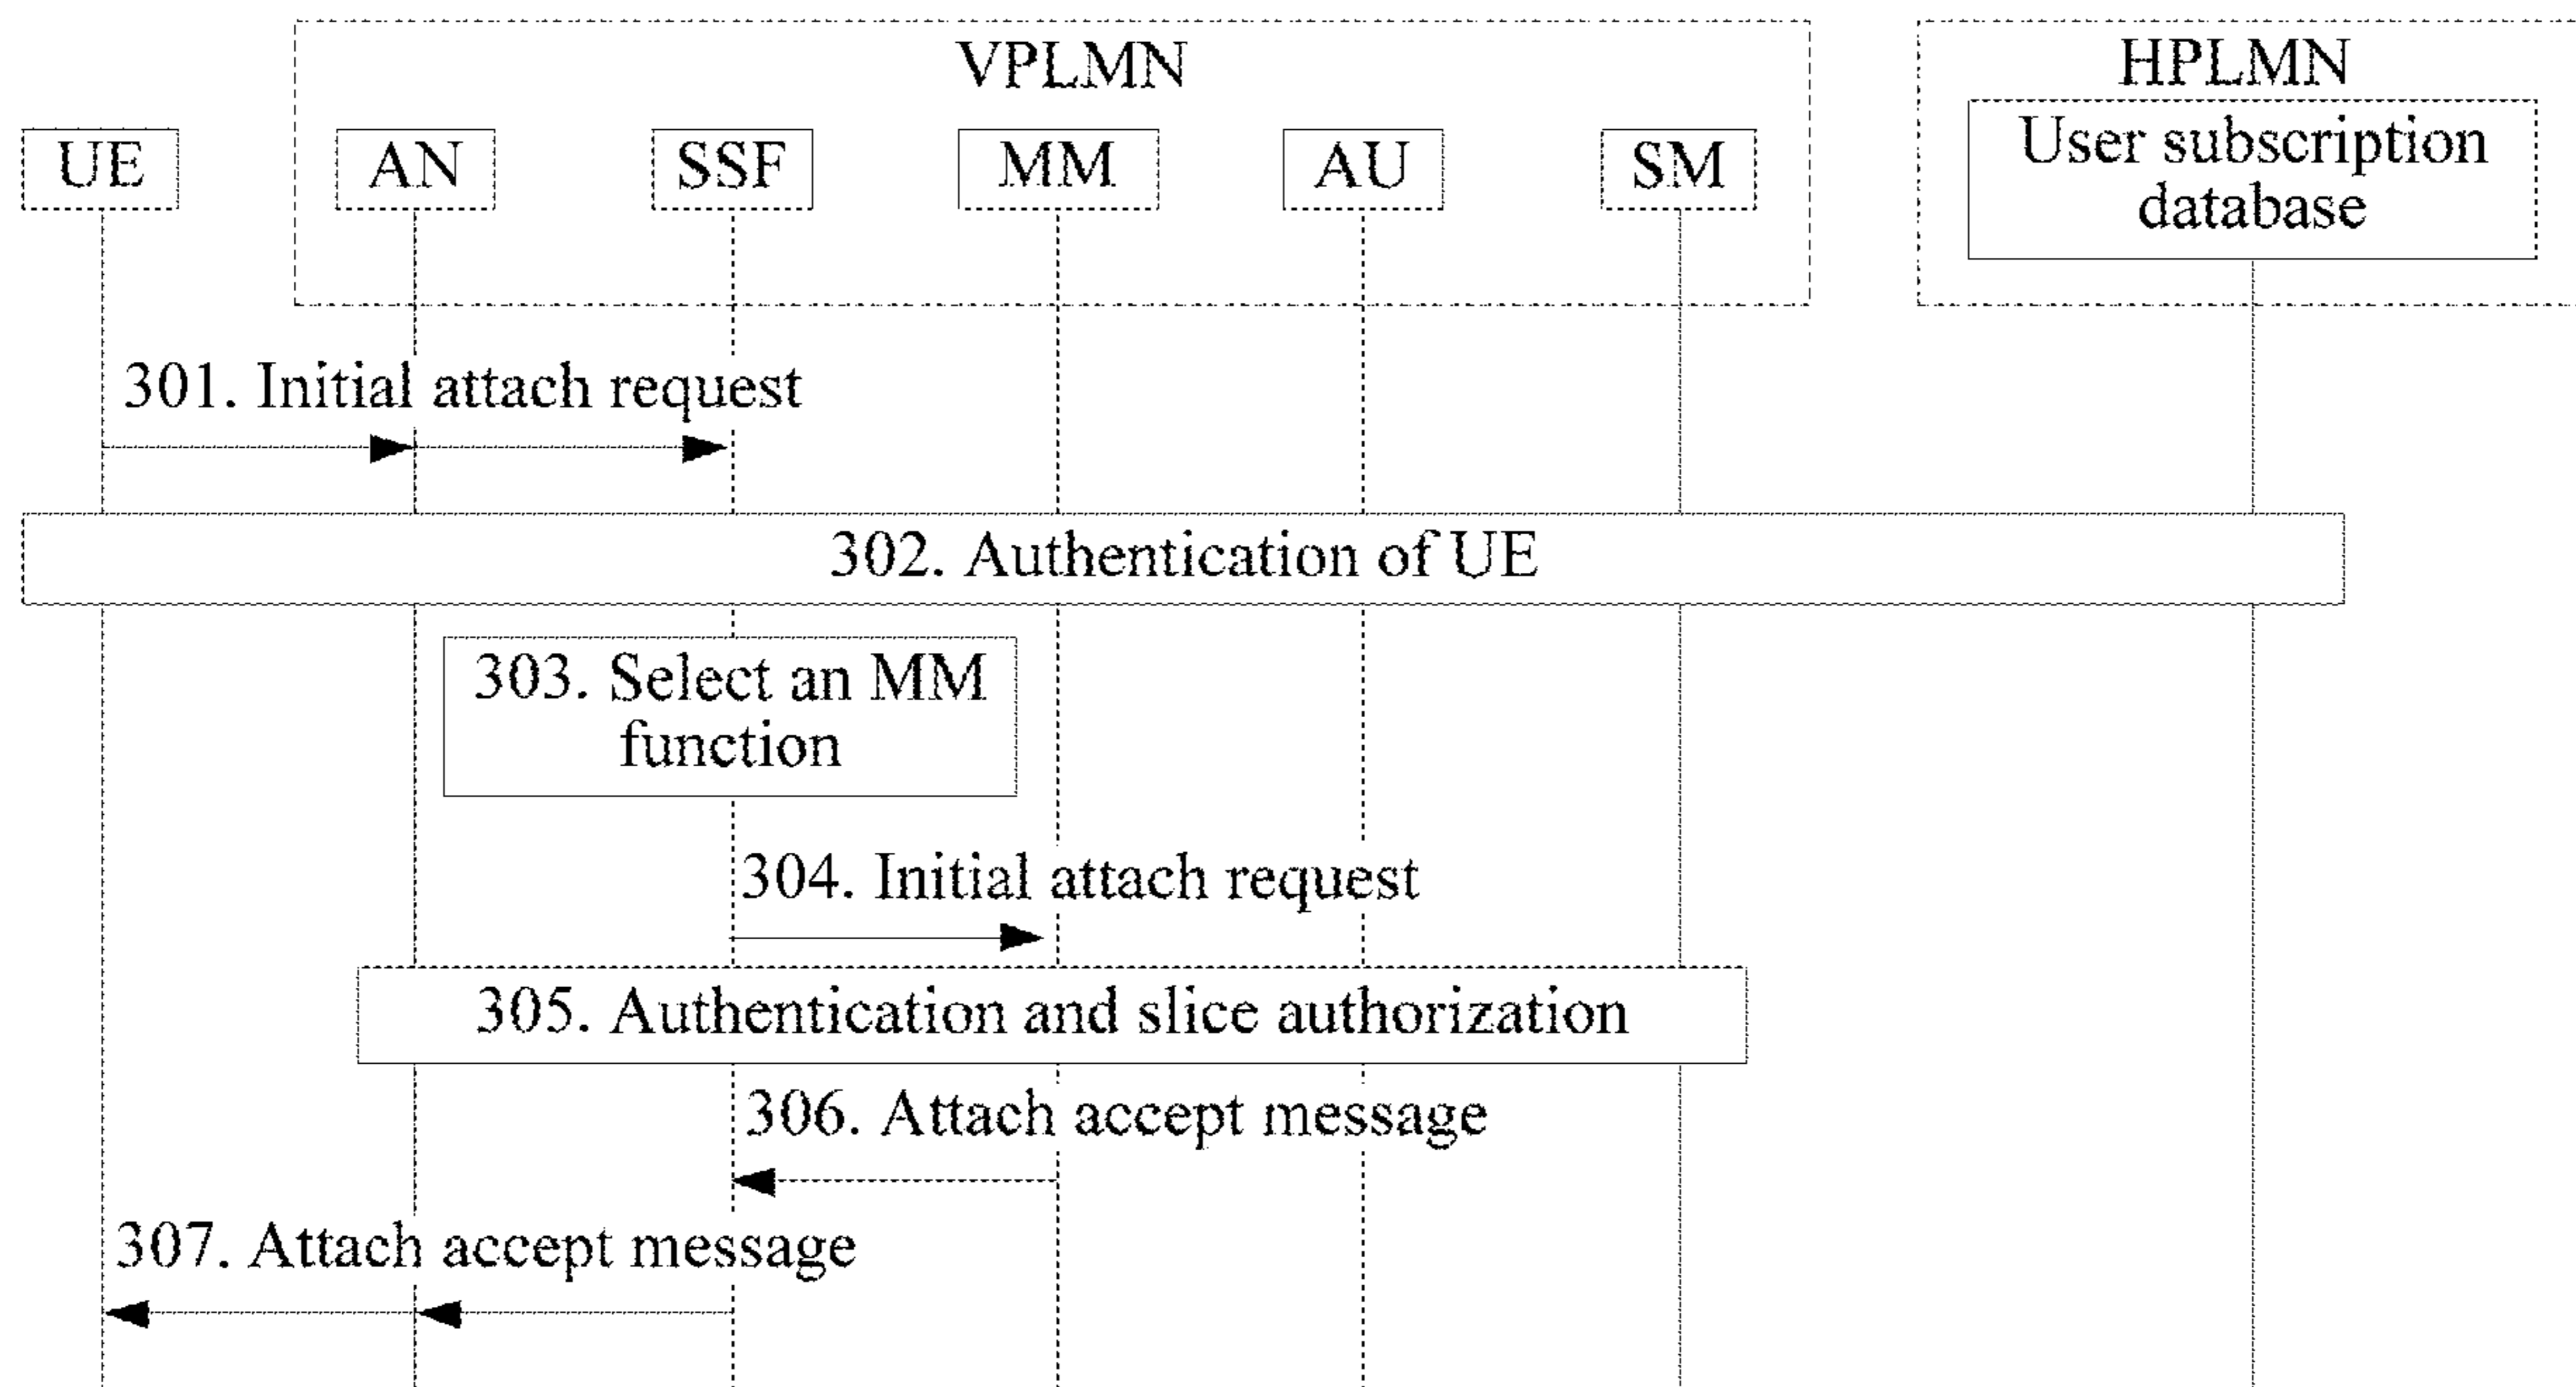 VPLMN
HPLMN
UE
AN
SSF
MM
AU
SM
User subscription
database
301. Initial attach request
302. Authentication of UE
303. Select an MM
function
304. Initial attach request
305. Authentication and slice authorization
306. Attach accept message
307. Attach accept message